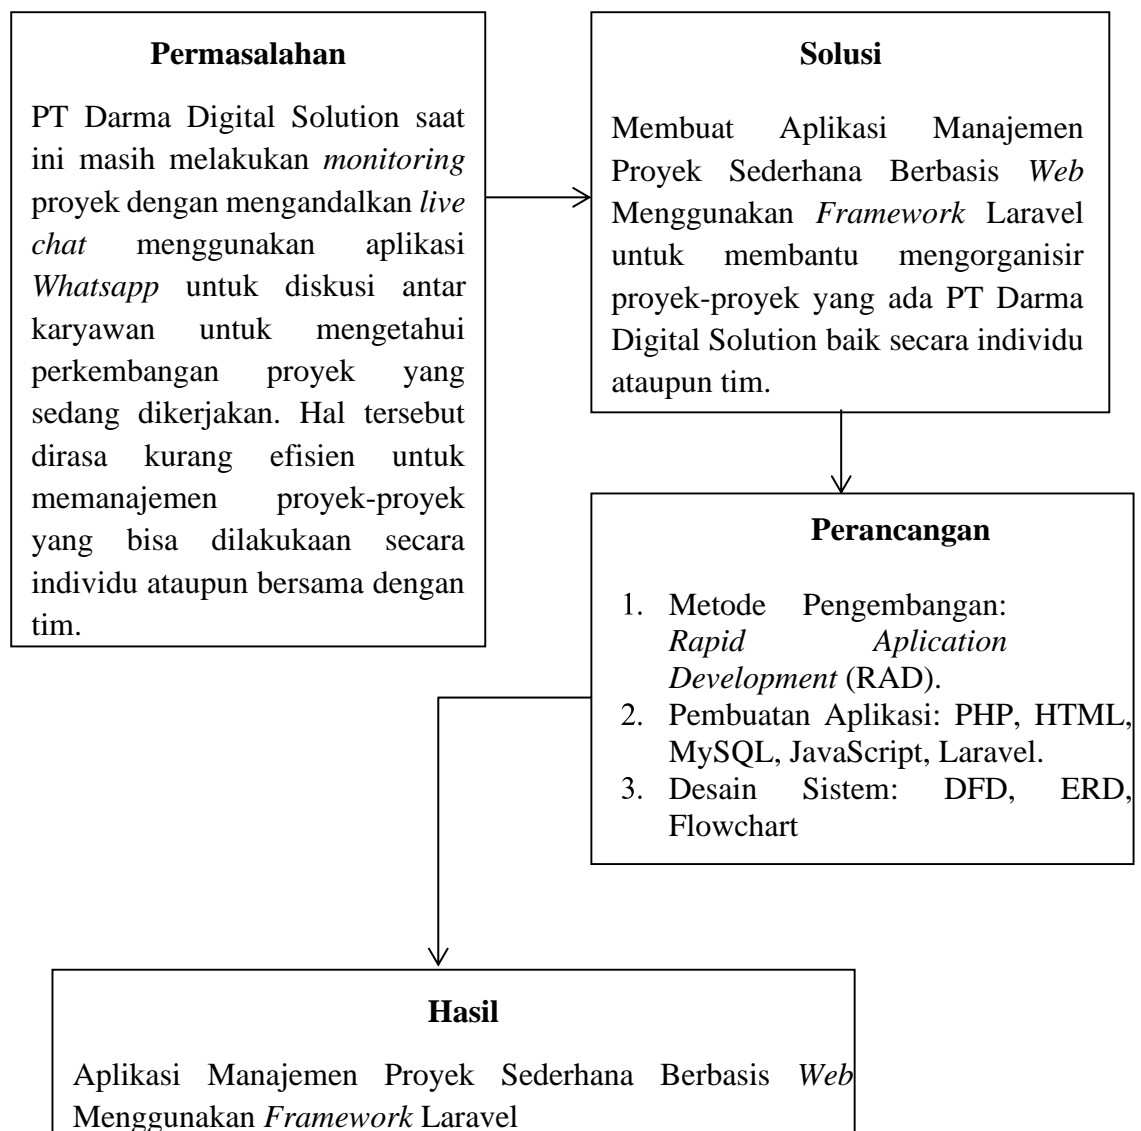 Permasalahan
PT Darma Digital Solution saat
ini masih melakukan monitoring
proyek dengan mengandalkan live
chat menggunakan aplikasi
Whatsapp untuk diskusi antar
karyawan untuk mengetahui
perkembangan proyek yang
sedang dikerjakan. Hal tersebut
dirasa kurang efisien untuk
memanajemen proyek-proyek
yang bisa dilakukaan secara
individu ataupun bersama dengan
tim.
Solusi
Membuat Aplikasi Manajemen
Proyek Sederhana Berbasis Web
Menggunakan Framework Laravel
untuk membantu mengorganisir
proyek-proyek yang ada PT Darma
Digital Solution baik secara individu
ataupun tim.
Perancangan
1. Metode Pengembangan:
Rapid Aplication
Development (RAD).
2. Pembuatan Aplikasi: PHP, HTML,
MySQL, JavaScript, Laravel.
3. Desain Sistem: DFD, ERD,
Flowchart
Hasil
Aplikasi Manajemen Proyek Sederhana Berbasis Web
Menggunakan Framework Laravel